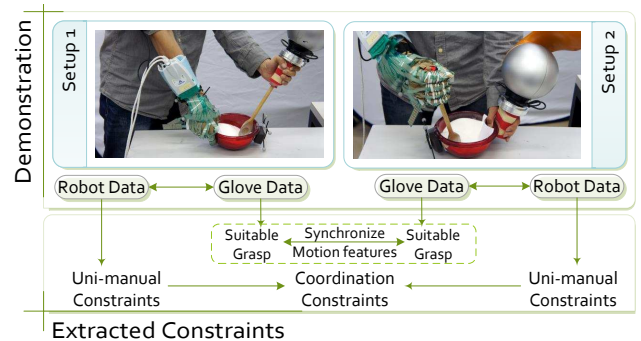 Demonstration
Setup 1
Setup 2
Robot Data
Glove Data
Glove Data
Robot Data
Suitable
Grasp
Synchronize
Motion features
Suitable
Grasp
Uni-manual
Constraints
Coordination
Constraints
Uni-manual
Constraints
Extracted Constraints